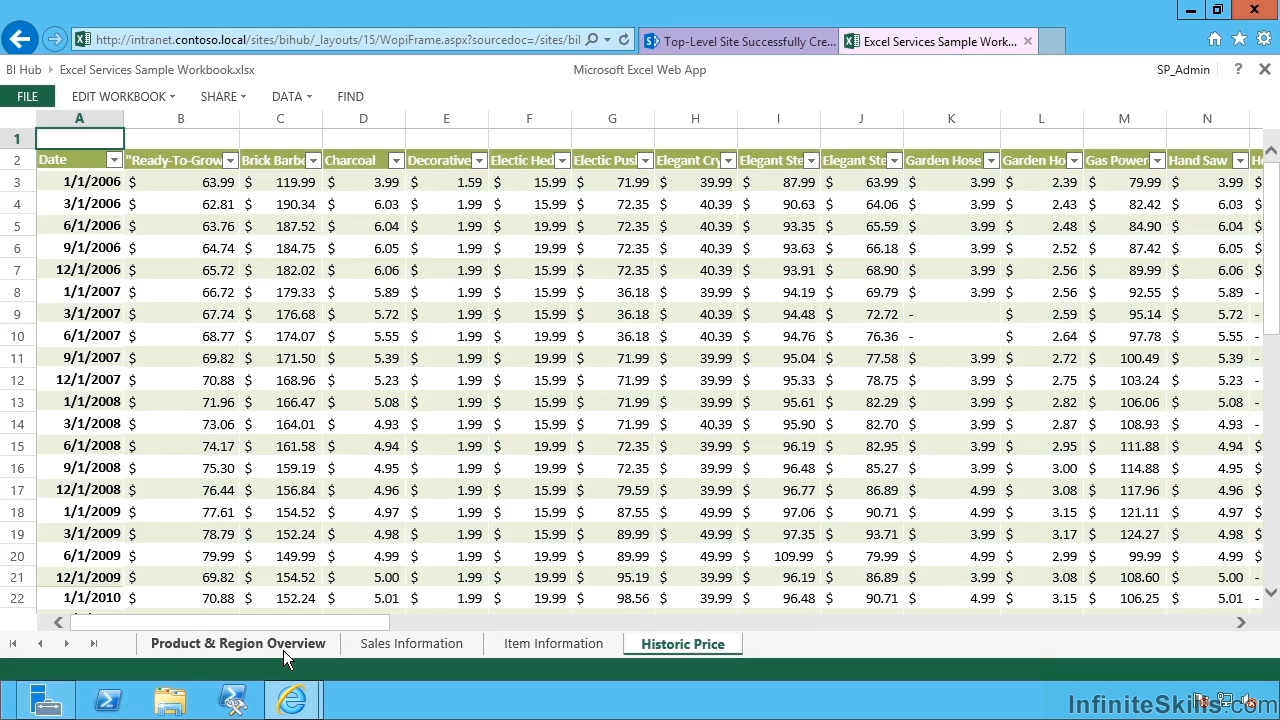 http://intranet.contoso.local/sites/bihub/_layouts/15/WopiFrame.aspx?sourcedoc=/sites/bil
Top-Level Site Successfully Cre...
Excel Services Sample Work...
BI Hub ▸ Excel Services Sample Workbook.xlsx
Microsoft Excel Web App
SP_Admin ?
FILE EDIT WORKBOOK SHARE DATA FIND
A B C D E F G H I J K L M N
1
2 Date "Ready-To-Grow Brick Barbe Charcoal Decorative Electic Hed Electic Pus Elegant Cry Elegant Ste Elegant Ste Garden Hose Garden Ho Gas Power Hand Saw
3 1/1/2006 $ 63.99 $ 119.99 $ 3.99 $ 1.59 $ 15.99 $ 71.99 $ 39.99 $ 87.99 $ 63.99 $ 3.99 $ 2.39 $ 79.99 $ 3.99 $
4 3/1/2006 $ 62.81 $ 190.34 $ 6.03 $ 1.99 $ 15.99 $ 72.35 $ 40.39 $ 90.63 $ 64.06 $ 3.99 $ 2.43 $ 82.42 $ 6.03 $
5 6/1/2006 $ 63.76 $ 187.52 $ 6.04 $ 1.99 $ 19.99 $ 72.35 $ 40.39 $ 93.35 $ 65.59 $ 3.99 $ 2.48 $ 84.90 $ 6.04 $
6 9/1/2006 $ 64.74 $ 184.75 $ 6.05 $ 1.99 $ 19.99 $ 72.35 $ 40.39 $ 93.63 $ 66.18 $ 3.99 $ 2.52 $ 87.42 $ 6.05 $
7 12/1/2006 $ 65.72 $ 182.02 $ 6.06 $ 1.99 $ 15.99 $ 72.35 $ 40.39 $ 93.91 $ 68.90 $ 3.99 $ 2.56 $ 89.99 $ 6.06 $
8 1/1/2007 $ 66.72 $ 179.33 $ 5.89 $ 1.99 $ 15.99 $ 36.18 $ 40.39 $ 94.19 $ 69.79 $ 3.99 $ 2.56 $ 92.55 $ 5.89 -
9 3/1/2007 $ 67.74 $ 176.68 $ 5.72 $ 1.99 $ 15.99 $ 36.18 $ 40.39 $ 94.48 $ 72.72 - $ 2.59 $ 95.14 $ 5.72 -
10 6/1/2007 $ 68.77 $ 174.07 $ 5.55 $ 1.99 $ 19.99 $ 36.18 $ 40.39 $ 94.76 $ 76.36 - $ 2.64 $ 97.78 $ 5.55 -
11 9/1/2007 $ 69.82 $ 171.50 $ 5.39 $ 1.99 $ 19.99 $ 71.99 $ 39.99 $ 95.04 $ 77.58 $ 3.99 $ 2.72 $ 100.49 $ 5.39 -
12 12/1/2007 $ 70.88 $ 168.96 $ 5.23 $ 1.99 $ 15.99 $ 71.99 $ 39.99 $ 95.33 $ 78.75 $ 3.99 $ 2.75 $ 103.24 $ 5.23 -
13 1/1/2008 $ 71.96 $ 166.47 $ 5.08 $ 1.99 $ 15.99 $ 71.99 $ 39.99 $ 95.61 $ 82.29 $ 3.99 $ 2.82 $ 106.06 $ 5.08 -
14 3/1/2008 $ 73.06 $ 164.01 $ 4.93 $ 1.99 $ 15.99 $ 71.99 $ 39.99 $ 95.90 $ 82.70 $ 3.99 $ 2.87 $ 108.93 $ 4.93 -
15 6/1/2008 $ 74.17 $ 161.58 $ 4.94 $ 1.99 $ 19.99 $ 72.35 $ 39.99 $ 96.19 $ 82.95 $ 3.99 $ 2.95 $ 111.88 $ 4.94 $
16 9/1/2008 $ 75.30 $ 159.19 $ 4.95 $ 1.99 $ 19.99 $ 72.35 $ 39.99 $ 96.48 $ 85.27 $ 3.99 $ 3.00 $ 114.88 $ 4.95 $
17 12/1/2008 $ 76.44 $ 156.84 $ 4.96 $ 1.99 $ 15.99 $ 79.59 $ 39.99 $ 96.77 $ 86.89 $ 4.99 $ 3.08 $ 117.96 $ 4.96 $
18 1/1/2009 $ 77.61 $ 154.52 $ 4.97 $ 1.99 $ 15.99 $ 87.55 $ 49.99 $ 97.06 $ 90.71 $ 4.99 $ 3.15 $ 121.11 $ 4.97 $
19 3/1/2009 $ 78.79 $ 152.24 $ 4.98 $ 1.99 $ 15.99 $ 89.99 $ 49.99 $ 97.35 $ 93.71 $ 4.99 $ 3.17 $ 124.27 $ 4.98 $
20 6/1/2009 $ 79.99 $ 149.99 $ 4.99 $ 1.99 $ 19.99 $ 89.99 $ 49.99 $ 109.99 $ 79.99 $ 4.99 $ 2.99 $ 99.99 $ 4.99 $
21 12/1/2009 $ 69.82 $ 154.52 $ 5.00 $ 1.99 $ 19.99 $ 95.19 $ 39.99 $ 96.19 $ 86.89 $ 3.99 $ 3.08 $ 108.60 $ 5.00 -
22 1/1/2010 $ 70.88 $ 152.24 $ 5.01 $ 1.99 $ 19.99 $ 98.56 $ 39.99 $ 96.48 $ 90.71 $ 4.99 $ 3.15 $ 106.25 $ 5.01 -
Product & Region Overview Sales Information Item Information Historic Price
InfiniteSkills.com